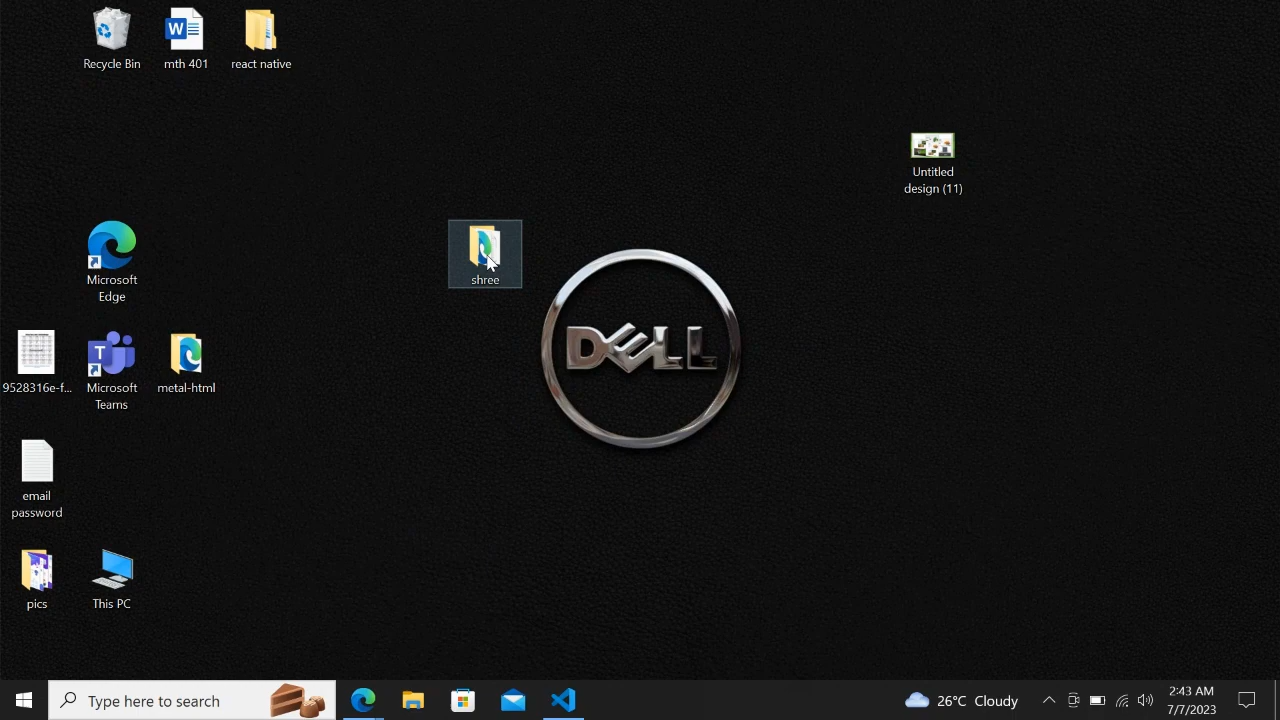 Recycle Bin
mth 401
react native
Untitled
design (11)
Microsoft
Edge
shree
DELL
9528316e-f...
Microsoft
Teams
metal-html
email
password
pics
This PC
Type here to search
26°C Cloudy
:43 AM
7/7/2023